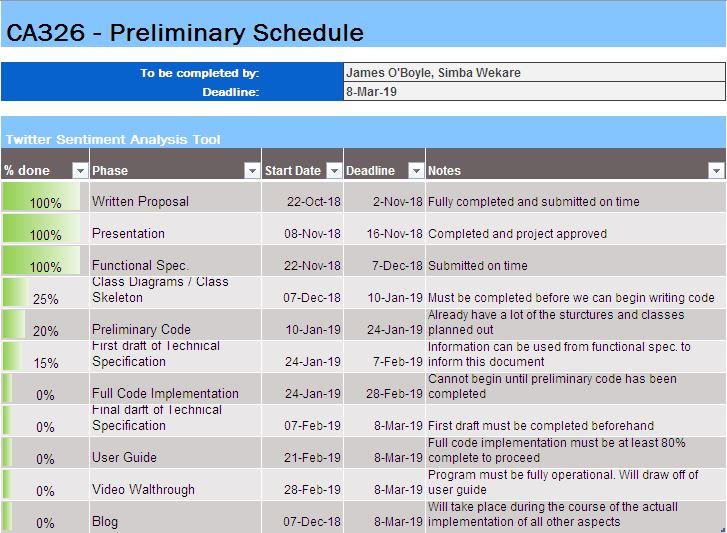 CA326 - Preliminary Schedule
To be completed by: James O'Boyle, Simba Wekare
Deadline: 8-Mar-19
Twitter Sentiment Analysis Tool
% done Phase Start Date Deadline Notes
100% Written Proposal 22-Oct-18 2-Nov-18 Fully completed and submitted on time
100% Presentation 08-Nov-18 16-Nov-18 Completed and project approved
100% Functional Spec. 22-Nov-18 7-Dec-18 Submitted on time
Class Diagrams / Class
25% Skeleton 07-Dec-18 10-Jan-19 Must be completed before we can begin writing code
Already have a lot of the sturctures and classes
20% Preliminary Code 10-Jan-19 24-Jan-19 planned out
First draft of Technical Information can be used from functional spec. to
15% Specification 24-Jan-19 7-Feb-19 inform this document
Cannot begin until preliminary code has been
0% Full Code Implementation 24-Jan-19 28-Feb-19 completed
Final darft of Technical
0% Specification 07-Feb-19 8-Mar-19 First draft must be completed beforehand
Full code implementation must be at least 80%
0% User Guide 21-Feb-19 8-Mar-19 complete to proceed
Program must be fully operational. Will draw off of
0% Video Walthrough 28-Feb-19 8-Mar-19 user guide
Will take place during the course of the actuall
0% Blog 07-Dec-18 8-Mar-19 implementation of all other aspects